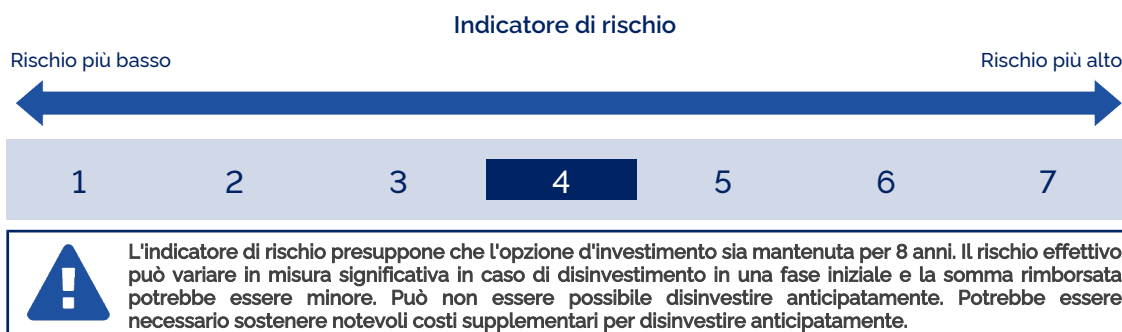 Indicatore di rischio
Rischio più basso
Rischio più alto
1 2 3 4 5 6 7
L'indicatore di rischio presuppone che l'opzione d'investimento sia mantenuta per 8 anni. Il rischio effettivo
può variare in misura significativa in caso di disinvestimento in una fase iniziale e la somma rimborsata
potrebbe essere minore. Può non essere possibile disinvestire anticipatamente. Potrebbe essere
necessario sostenere notevoli costi supplementari per disinvestire anticipatamente.